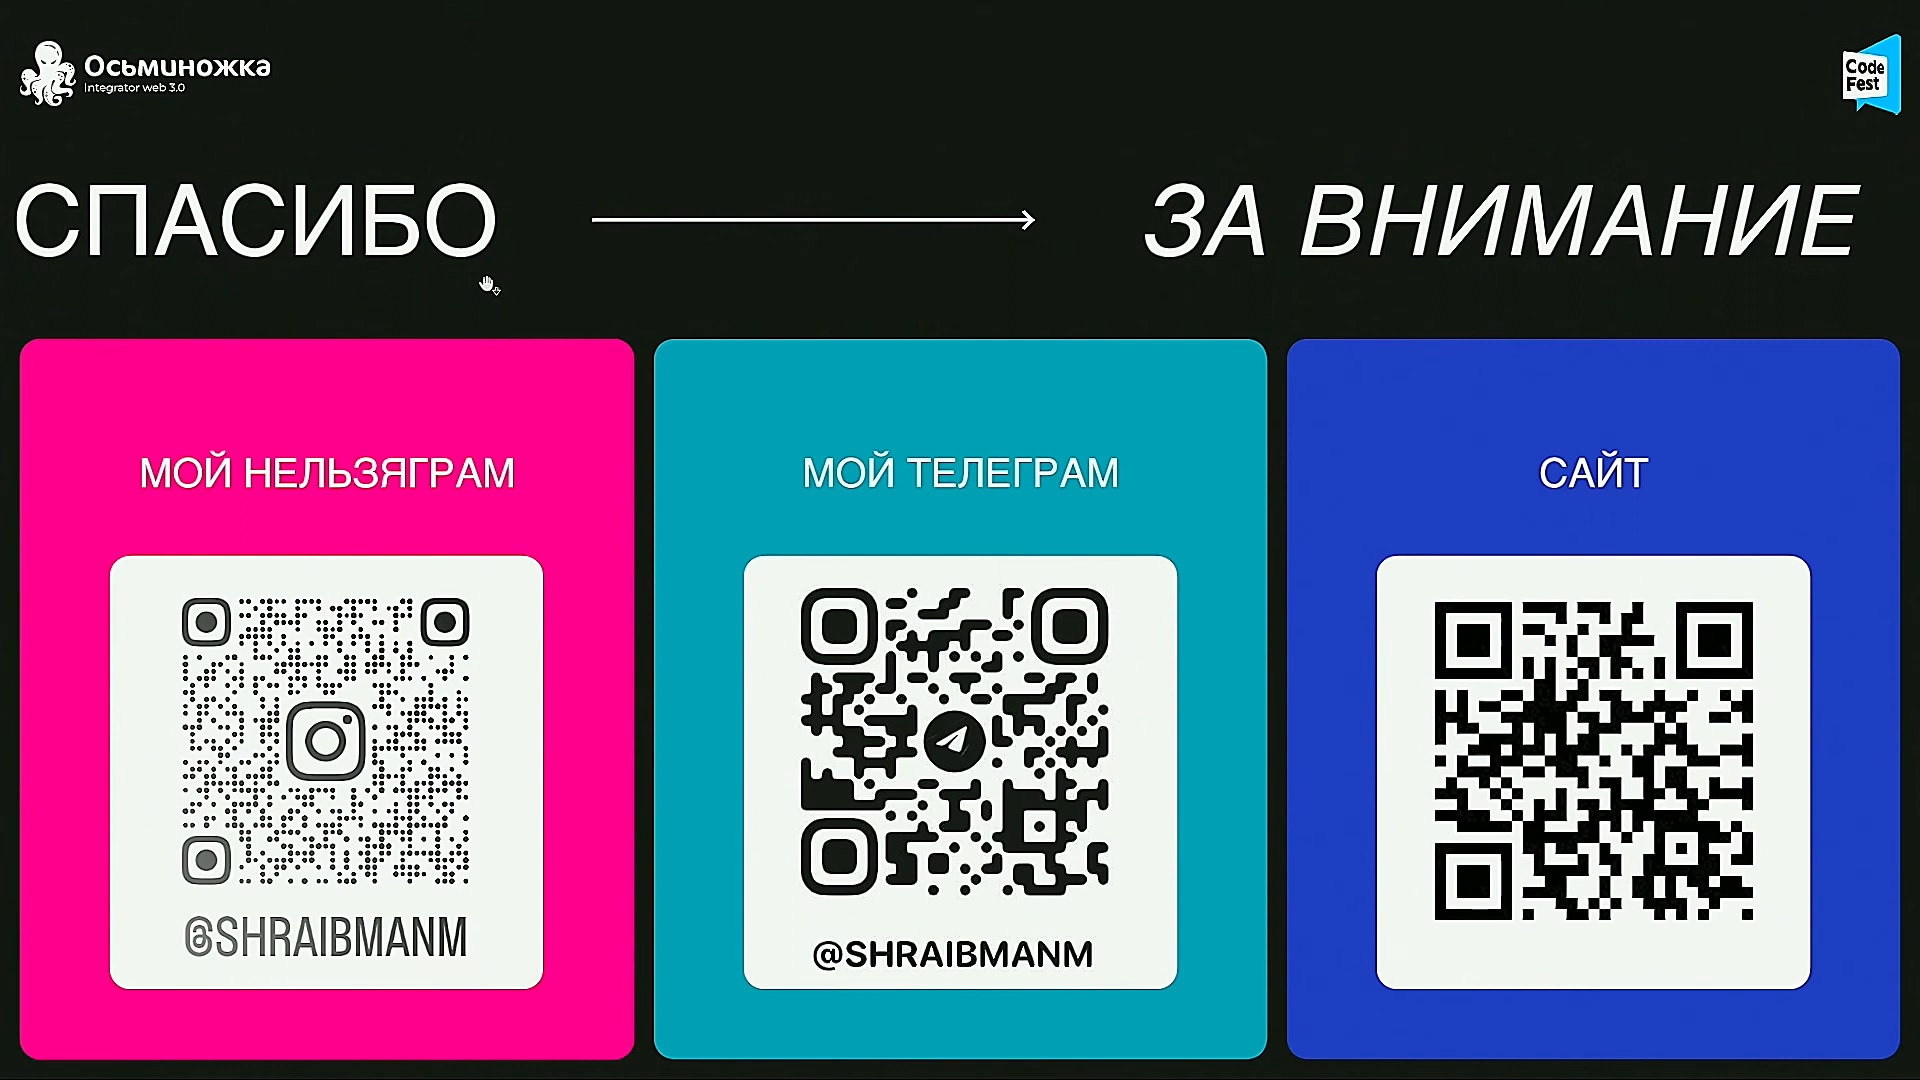 Осьминожка
Integrator web 3.0
Code
Fest
СПАСИБО
ЗА ВНИМАНИЕ
МОЙ НЕЛЬЗЯГРАМ
МОЙ ТЕЛЕГРАМ
САЙТ
@SHRAIBMANM
@SHRAIBMANM